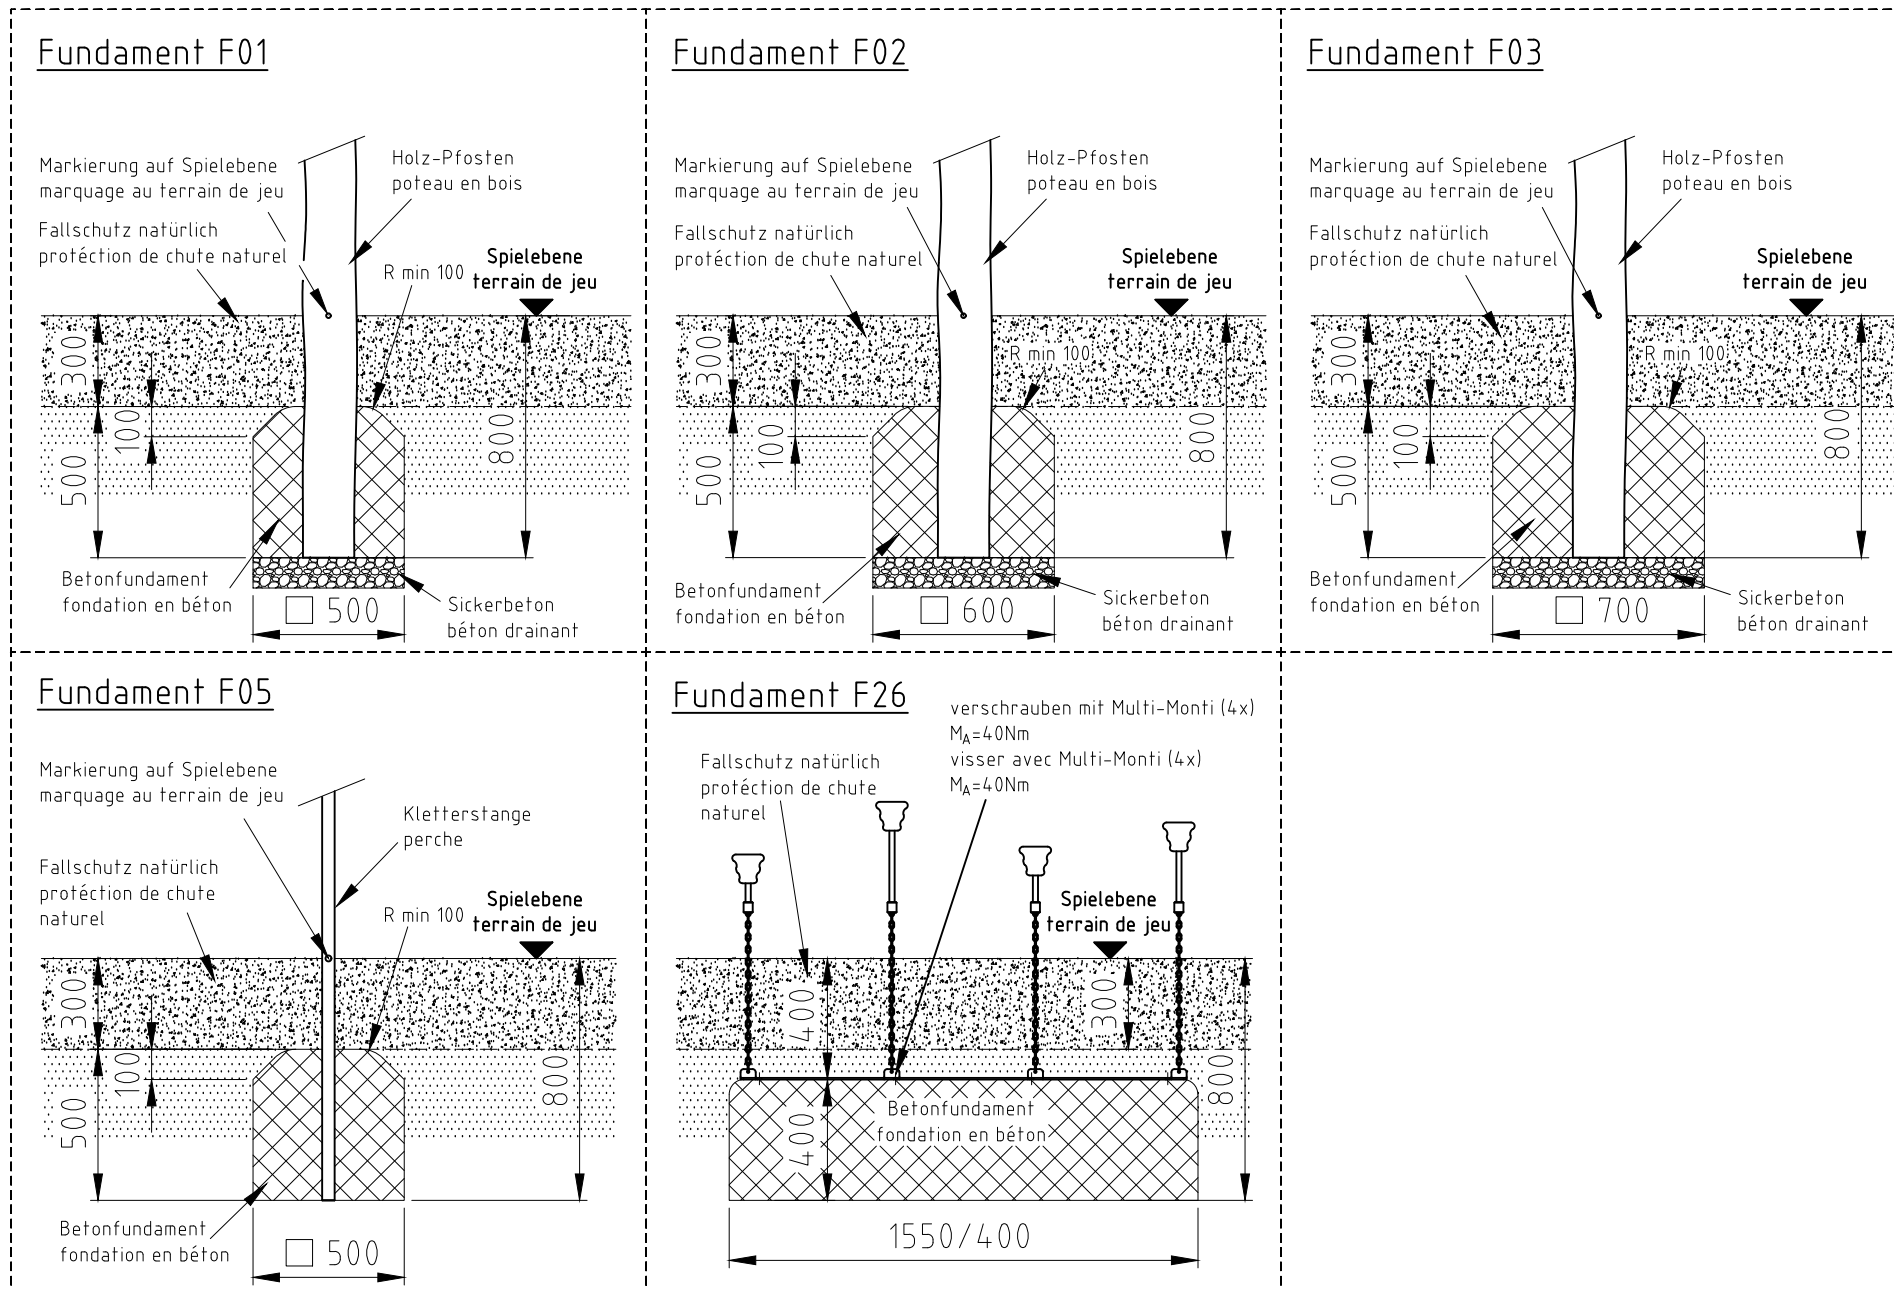 Fundament F01
Markierung auf Spielebene
marquage au terrain de jeu
Holz-Pfosten
poteau en bois
Fallschutz natürlich
protéction de chute naturel
R min 100
Spielebene
terrain de jeu
300
100
500
800
Betonfundament
fondation en béton
500
Sickerbeton
béton drainant
Fundament F02
Markierung auf Spielebene
marquage au terrain de jeu
Holz-Pfosten
poteau en bois
Fallschutz natürlich
protéction de chute naturel
Spielebene
terrain de jeu
R min 100
300
100
500
800
Betonfundament
fondation en béton
600
Sickerbeton
béton drainant
Fundament F03
Markierung auf Spielebene
marquage au terrain de jeu
Holz-Pfosten
poteau en bois
Fallschutz natürlich
protéction de chute naturel
Spielebene
terrain de jeu
R min 100
300
100
500
800
Betonfundament
fondation en béton
700
Sickerbeton
béton drainant
Fundament F05
Markierung auf Spielebene
marquage au terrain de jeu
Kletterstange
perche
Fallschutz natürlich
protéction de chute
naturel
R min 100
Spielebene
terrain de jeu
300
100
500
800
Betonfundament
fondation en béton
500
Fundament F26
verschrauben mit Multi-Monti (4x)
MA=40Nm
visser avec Multi-Monti (4x)
MA=40Nm
Fallschutz natürlich
protéction de chute
naturel
Spielebene
terrain de jeu
400
300
800
400
Betonfundament
fondation en béton
1550/400